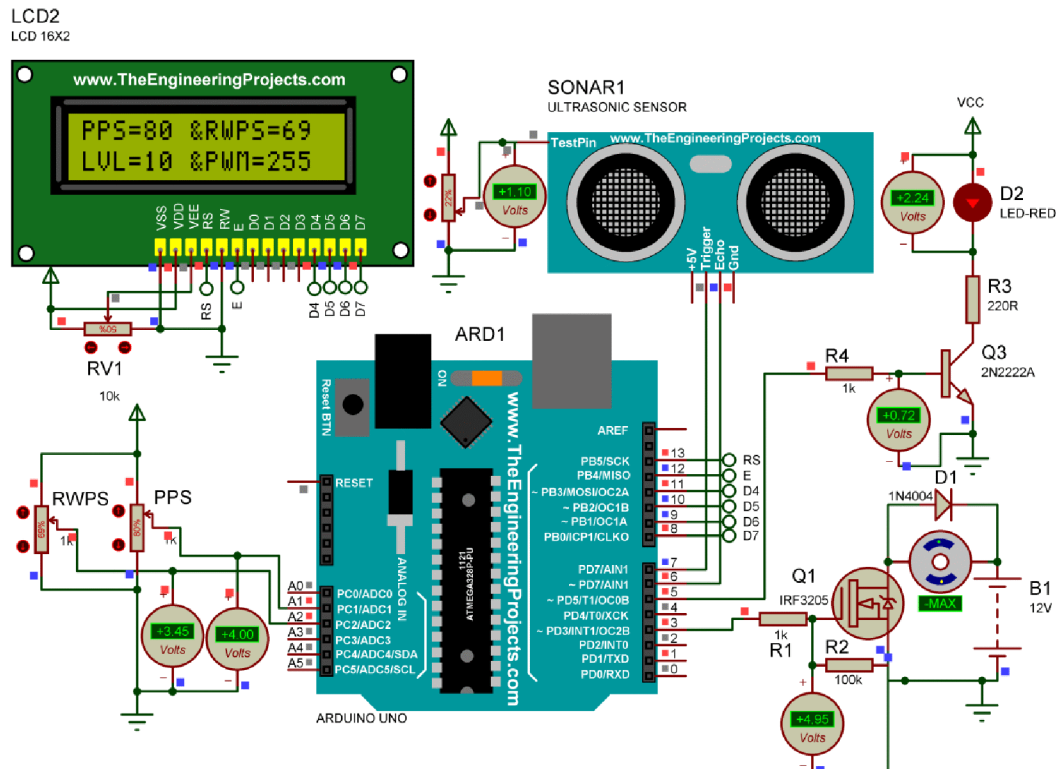 LCD2
LCD 16X2
www.TheEngineeringProjects.com
PPS=80 &RWPS=69
LVL=10 &PWM=255
VSS
VDD
VEE
RS
RW
E
D0
D1
D2
D3
D4
D5
D6
D7
RS
E
D4
D5
D6
D7
50%
RV1
10k
SONAR1
ULTRASONIC SENSOR
TestPin
www.TheEngineeringProjects.com
22%
+1.10
Volts
+5V
Trigger
Echo
Gnd
VCC
+2.24
Volts
D2
LED-RED
R3
220R
Q3
2N2222A
R4
1k
+0.72
Volts
ARD1
Reset BTN
ON
www.TheEngineeringProjects.com
AREF
PB5/SCK 13 RS
PB4/MISO 12 E
~ PB3/MOSI/OC2A 11 D4
~ PB2/OC1B 10 D5
~ PB1/OC1A 9 D6
PB0/ICP1/CLKO 8 D7
PD7/AIN1 7
~ PD7/AIN1 6
~ PD5/T1/OC0B 5
PD4/T0/XCK 4
~ PD3/INT1/OC2B 3
PD2/INT0 2
PD1/TXD 1
PD0/RXD 0
RESET
ANALOG IN
1121
ATMEGA328P-PU
A0 PC0/ADC0
A1 PC1/ADC1
A2 PC2/ADC2
A3 PC3/ADC3
A4 PC4/ADC4/SDA
A5 PC5/ADC5/SCL
ARDUINO UNO
RWPS
69%
1k
PPS
80%
1k
+3.45
Volts
+4.00
Volts
D1
1N4004
-MAX
B1
12V
Q1
IRF3205
1k
R1
R2
100k
+4.95
Volts